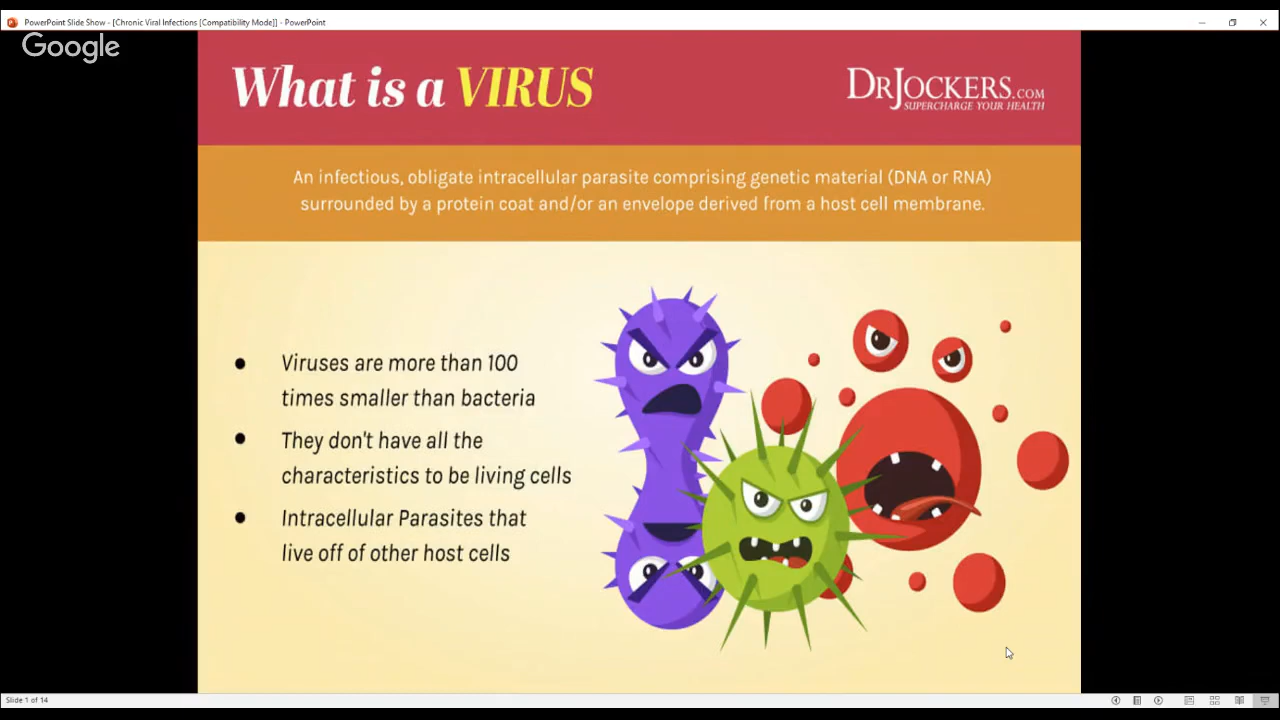 PowerPoint Slide Show - [Chronic Viral Infections [Compatibility Mode]] - PowerPoint
Google
What is a VIRUS
DRJOCKERS.COM
SUPERCHARGE YOUR HEALTH
An infectious, obligate intracellular parasite comprising genetic material (DNA or RNA)
surrounded by a protein coat and/or an envelope derived from a host cell membrane.
● Viruses are more than 100
times smaller than bacteria
● They don't have all the
characteristics to be living cells
● Intracellular Parasites that
live off of other host cells
Slide 1 of 14